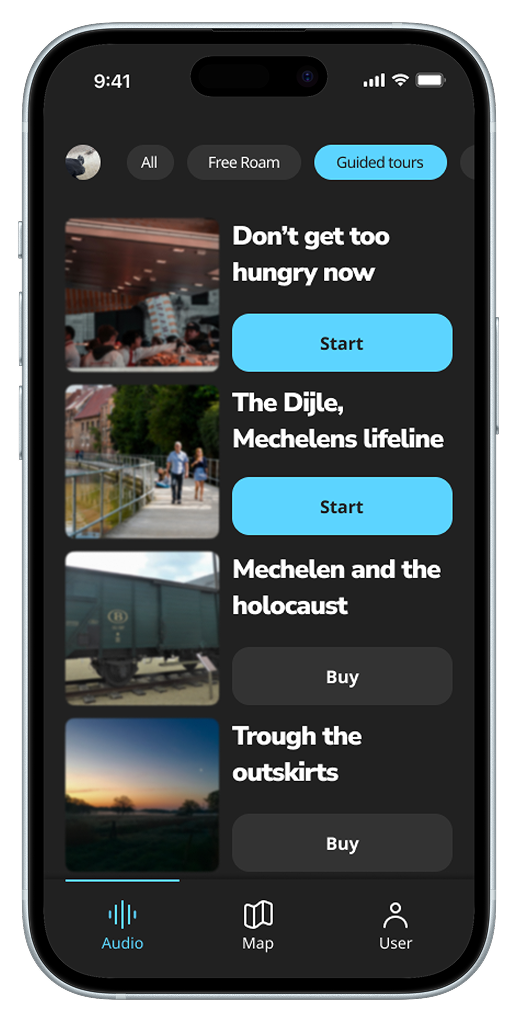 9:41
All
Free Roam
Guided tours
Don't get too
hungry now
Start
The Dijle,
Mechelens lifeline
Start
Mechelen and the
holocaust
B
Buy
Trough the
outskirts
Buy
Audio
Map
User